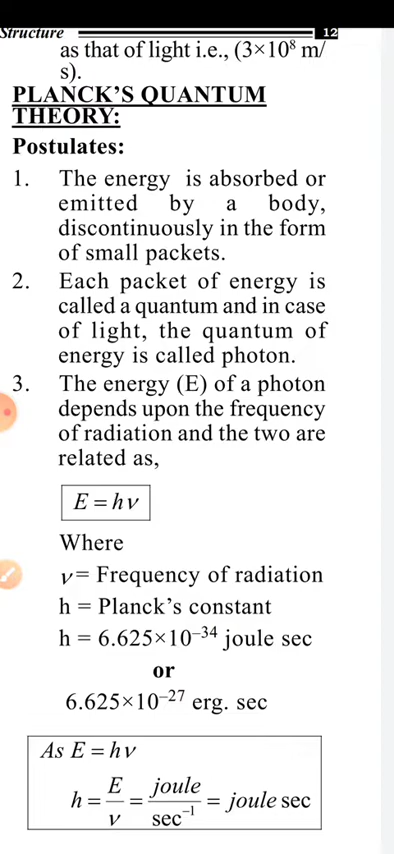 Structure 12
as that of light i.e., (3×10⁸ m/
s).
PLANCK'S QUANTUM
THEORY:
Postulates:
1. The energy is absorbed or
emitted by a body,
discontinuously in the form
of small packets.
2. Each packet of energy is
called a quantum and in case
of light, the quantum of
energy is called photon.
3. The energy (E) of a photon
depends upon the frequency
of radiation and the two are
related as,
E = hν
Where
ν = Frequency of radiation
h = Planck's constant
h = 6.625×10⁻³⁴ joule sec
or
6.625×10⁻²⁷ erg. sec
As E = hν
h = E/ν = joule/sec⁻¹ = joule sec